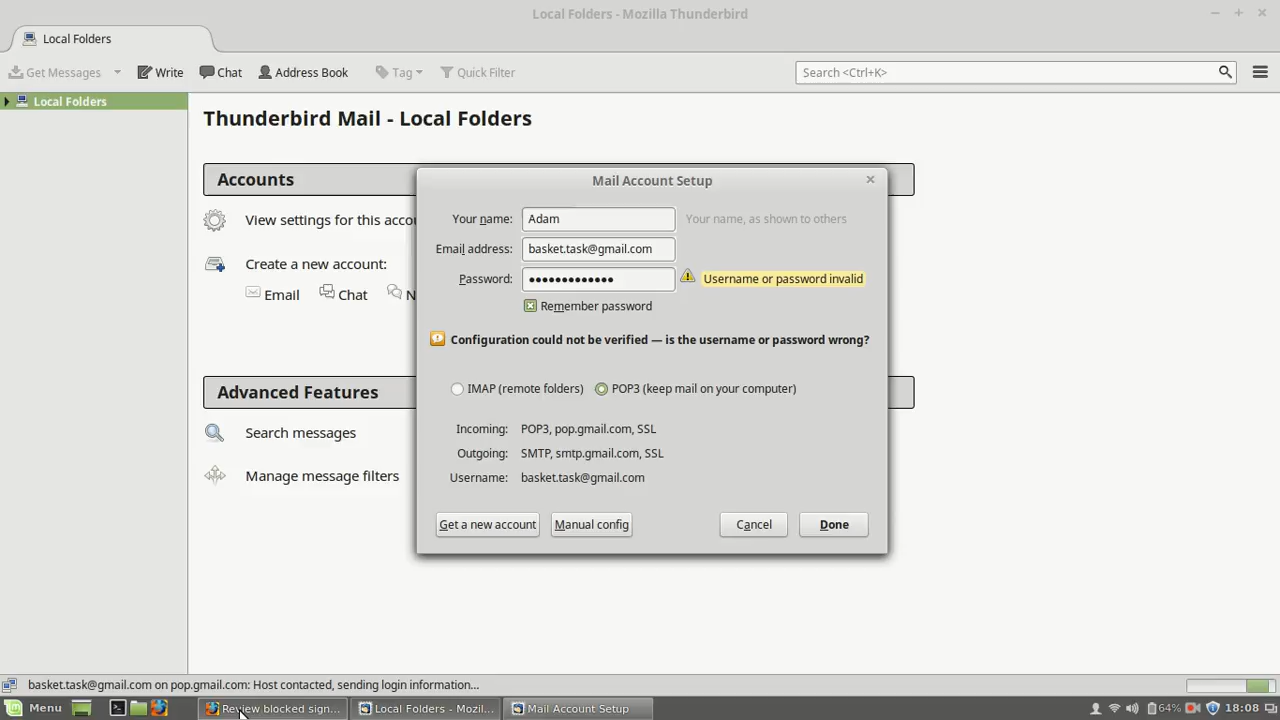 Local Folders - Mozilla Thunderbird
Local Folders
Get Messages Write Chat Address Book Tag Quick Filter Search <Ctrl+K>
Local Folders
Thunderbird Mail - Local Folders
Accounts
View settings for this accou
Create a new account:
Email Chat N
Advanced Features
Search messages
Manage message filters
Mail Account Setup
Your name: Adam Your name, as shown to others
Email address: basket.task@gmail.com
Password: ●●●●●●●●●●●●● Username or password invalid
Remember password
Configuration could not be verified — is the username or password wrong?
IMAP (remote folders) POP3 (keep mail on your computer)
Incoming: POP3, pop.gmail.com, SSL
Outgoing: SMTP, smtp.gmail.com, SSL
Username: basket.task@gmail.com
Get a new account Manual config Cancel Done
basket.task@gmail.com on pop.gmail.com: Host contacted, sending login information...
Menu Review blocked sign... Local Folders - Mozil... Mail Account Setup 64% 18:08